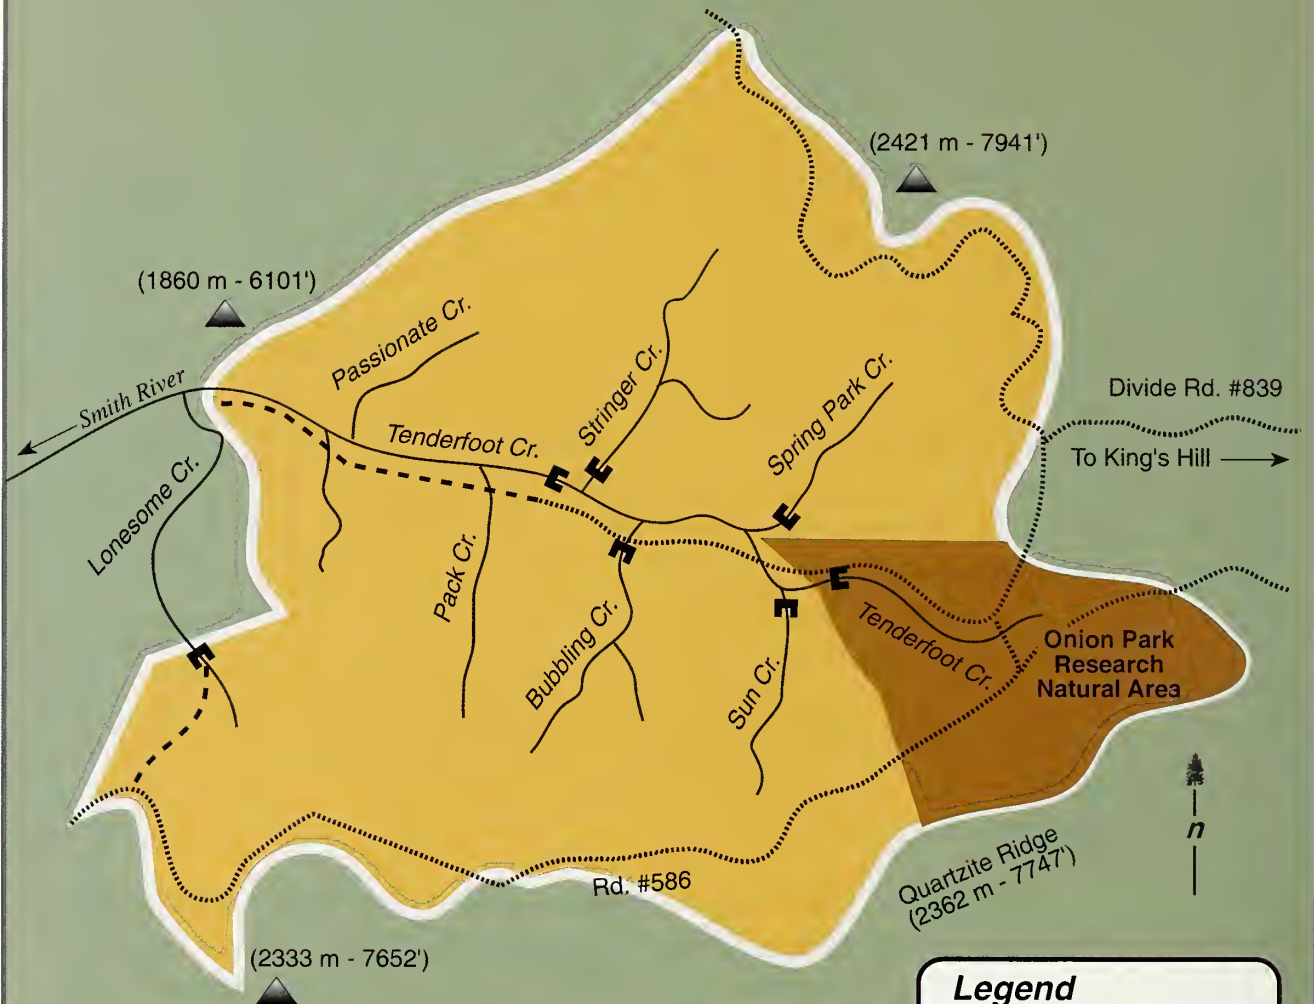 (2421 m - 7941')
(1860 m - 6101')
Passionate Cr.
Smith River
Stringer Cr.
Spring Park Cr.
Divide Rd. #839
Tenderfoot Cr.
To King's Hill
Lonesome Cr.
Pack Cr.
Bubbling Cr.
Sun Cr.
Tenderfoot Cr.
Onion Park
Research
Natural Area
n
Quartzite Ridge
(2362 m - 7747')
Rd. #586
(2333 m - 7652')
Legend